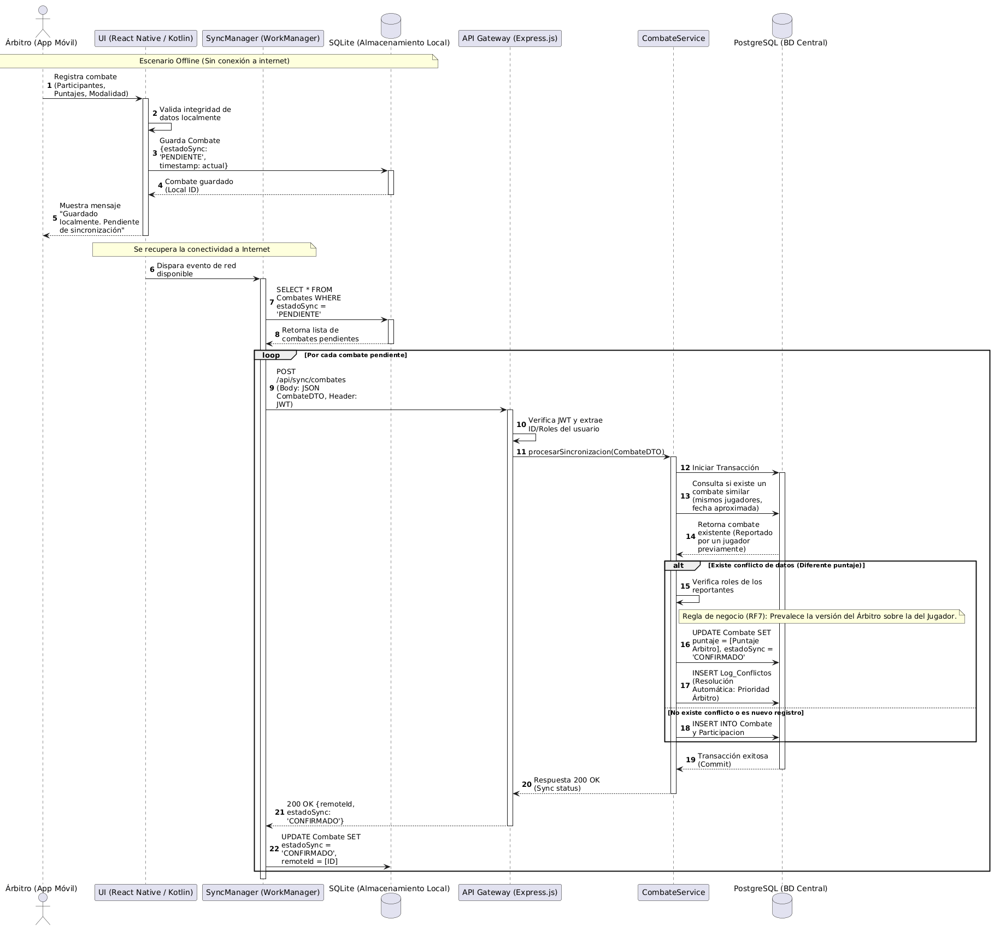 Árbitro (App Móvil)
UI (React Native / Kotlin)
SyncManager (WorkManager)
SQLite (Almacenamiento Local)
API Gateway (Express.js)
CombateService
PostgreSQL (BD Central)
Escenario Offline (Sin conexión a internet)
1
Registra combate
(Participantes,
Puntajes, Modalidad)
2
Valida integridad de
datos localmente
3
Guarda Combate
{estadoSync:
'PENDIENTE',
timestamp: actual}
4
Combate guardado
(Local ID)
5
Muestra mensaje
"Guardado
localmente. Pendiente
de sincronización"
Se recupera la conectividad a Internet
6
Dispara evento de red
disponible
7
SELECT * FROM
Combates WHERE
estadoSync =
'PENDIENTE'
8
Retorna lista de
combates pendientes
loop [Por cada combate pendiente]
9
POST
/api/sync/combates
(Body: JSON
CombateDTO, Header:
JWT)
10
Verifica JWT y extrae
ID/Roles del usuario
11 procesarSincronizacion(CombateDTO)
12 Iniciar Transacción
13
Consulta si existe un
combate similar
(mismos jugadores,
fecha aproximada)
14
Retorna combate
existente (Reportado
por un jugador
previamente)
alt [Existe conflicto de datos (Diferente puntaje)]
15
Verifica roles de los
reportantes
Regla de negocio (RF7): Prevalece la versión del Árbitro sobre la del Jugador.
16
UPDATE Combate SET
puntaje = [Puntaje
Arbitro], estadoSync =
'CONFIRMADO'
17
INSERT Log_Conflictos
(Resolución
Automática: Prioridad
Árbitro)
[No existe conflicto o es nuevo registro]
18
INSERT INTO Combate
y Participacion
19
Transacción exitosa
(Commit)
20
Respuesta 200 OK
(Sync status)
21
200 OK {remoteId,
estadoSync:
'CONFIRMADO'}
22
UPDATE Combate SET
estadoSync =
'CONFIRMADO',
remoteId = [ID]
Árbitro (App Móvil)
UI (React Native / Kotlin)
SyncManager (WorkManager)
SQLite (Almacenamiento Local)
API Gateway (Express.js)
CombateService
PostgreSQL (BD Central)